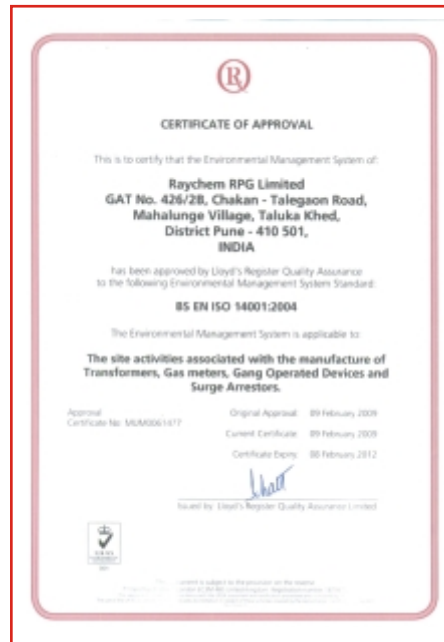 R
CERTIFICATE OF APPROVAL
This is to certify that the Environmental Management System of:
Raychem RPG Limited
GAT No. 426/2B, Chakan - Talegaon Road,
Mahalunge Village, Taluka Khed,
District Pune - 410 501,
INDIA
has been approved by Lloyd's Register Quality Assurance
to the following Environmental Management System Standard:
BS EN ISO 14001:2004
The Environmental Management System is applicable to:
The site activities associated with the manufacture of
Transformers, Gas meters, Gang Operated Devices and
Surge Arrestors.
Approval
Certificate No: MUM0061477
Original Approval: 09 February 2009
Current Certificate: 09 February 2009
Certificate Expiry: 08 February 2012
Issued by: Lloyd's Register Quality Assurance Limited
UKAS